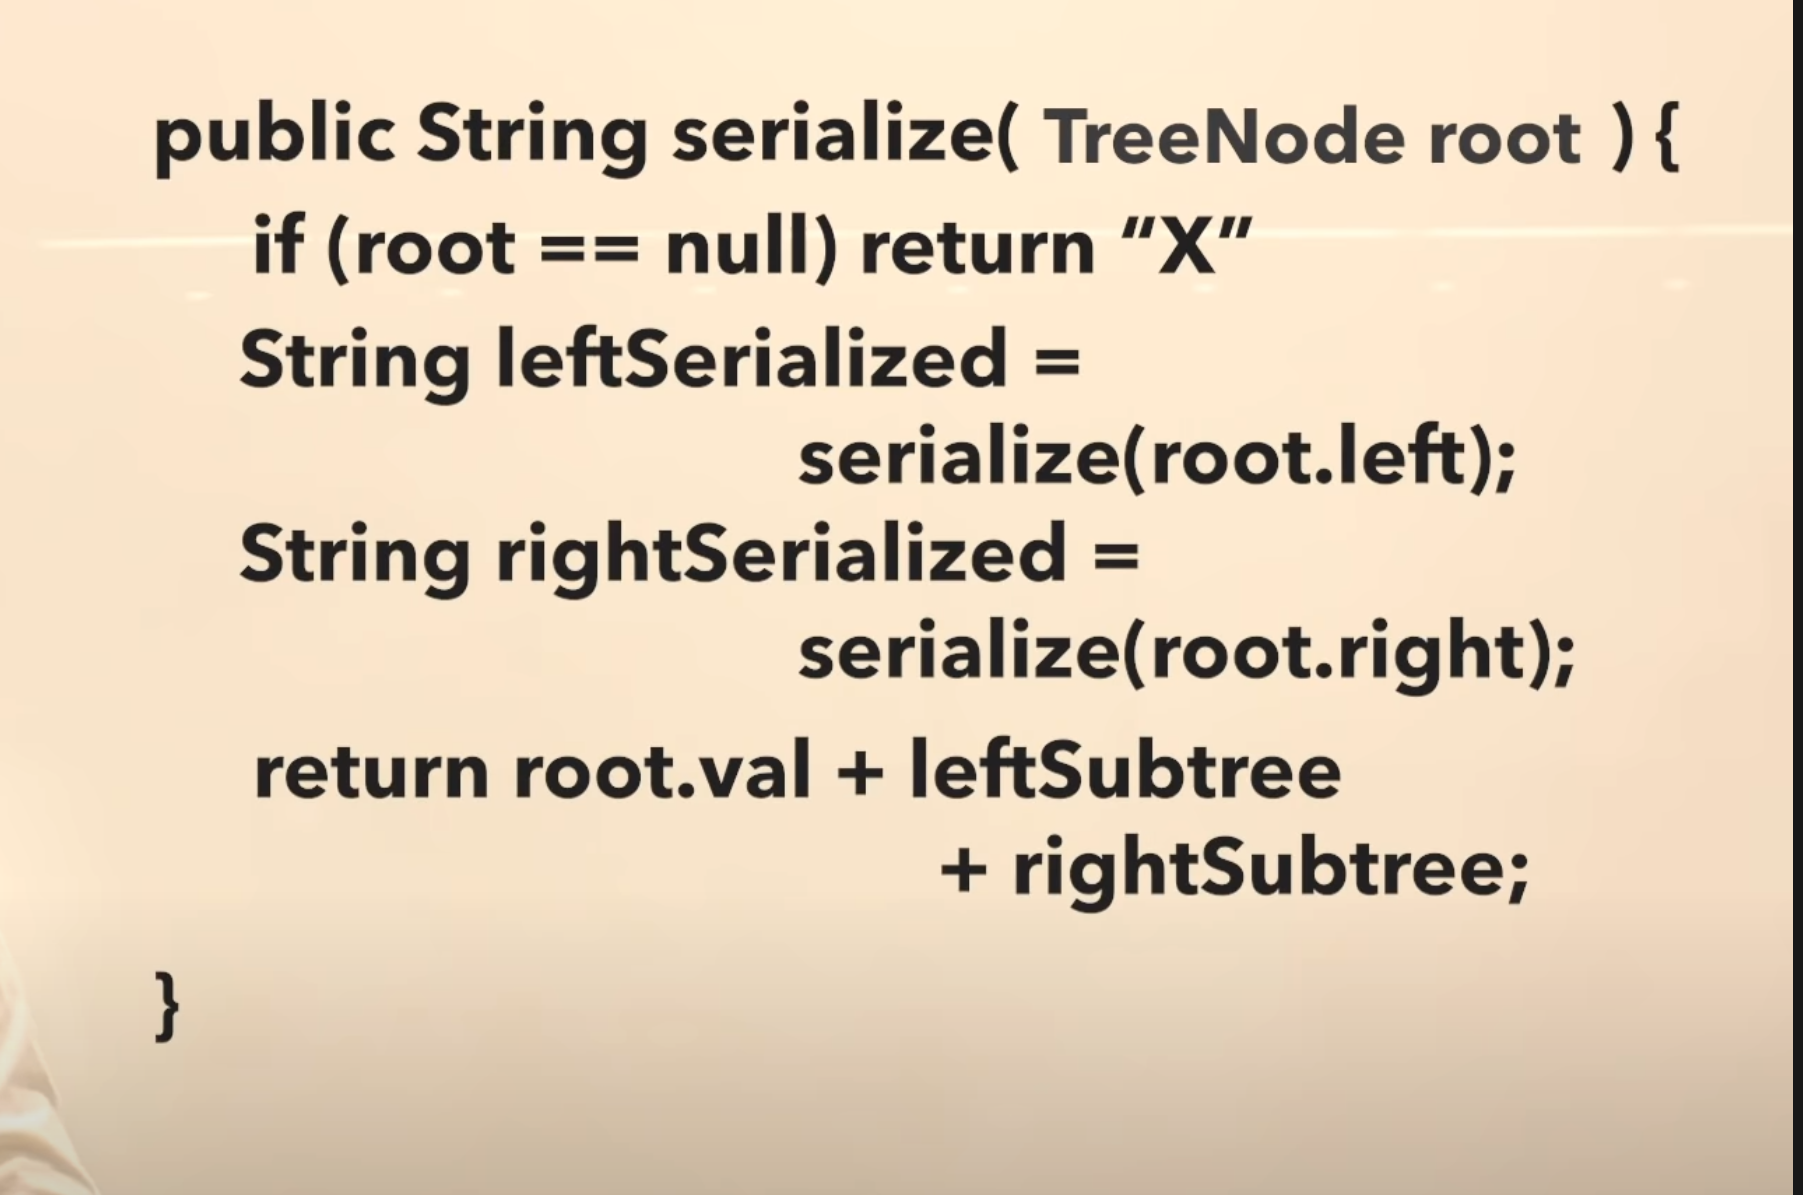 public String serialize( TreeNode root ) {
if (root == null) return “X”
String leftSerialized =
serialize(root.left);
String rightSerialized =
serialize(root.right);
return root.val + leftSubtree
+ rightSubtree;
}